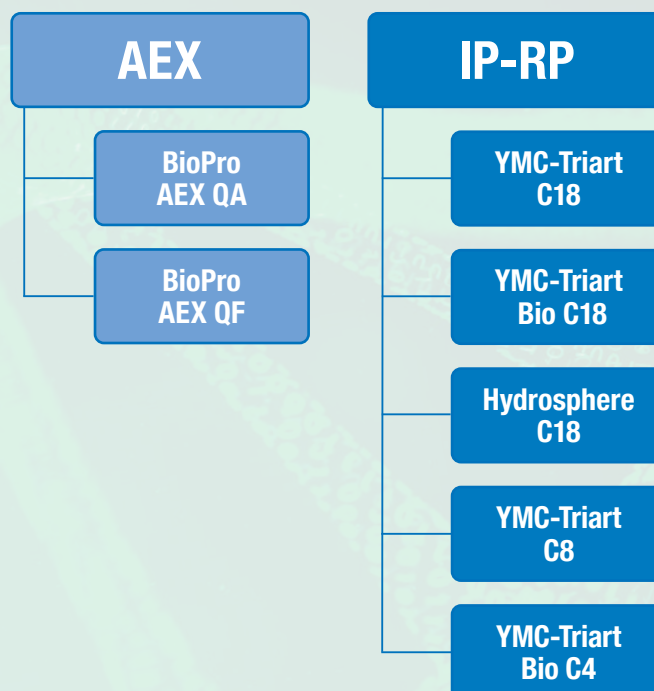 AEX
BioPro
AEX QA
BioPro
AEX QF
IP-RP
YMC-Triart
C18
YMC-Triart
Bio C18
Hydrosphere
C18
YMC-Triart
C8
YMC-Triart
Bio C4